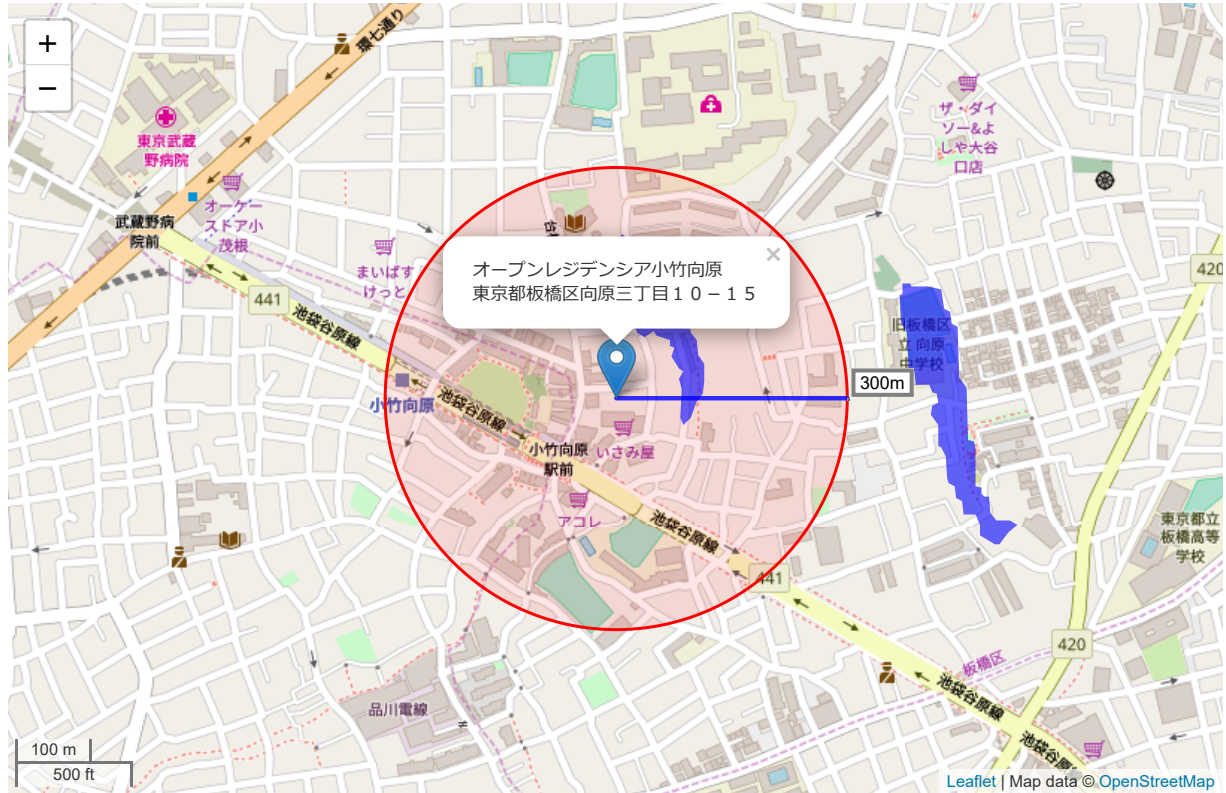 +
−
環七通り
東京武蔵
野病院
ザ・ダイ
ソー&よ
しや大谷
口店
オーケー
ストア小
茂根
武蔵野病
院前
まいばす
けっと
オープンレジデンシア小竹向原
東京都板橋区向原三丁目１０－１５
×
420
441
池袋谷原線
旧板橋区
立 向原
中学校
300m
小竹向原
池袋谷原線
小竹向原
駅前
いさみ屋
アコレ
池袋谷原線
東京都立
板橋高等
学校
441
420
板橋区
池袋谷原線
品川電線
池袋谷原線
100 m
500 ft
Leaflet | Map data © OpenStreetMap